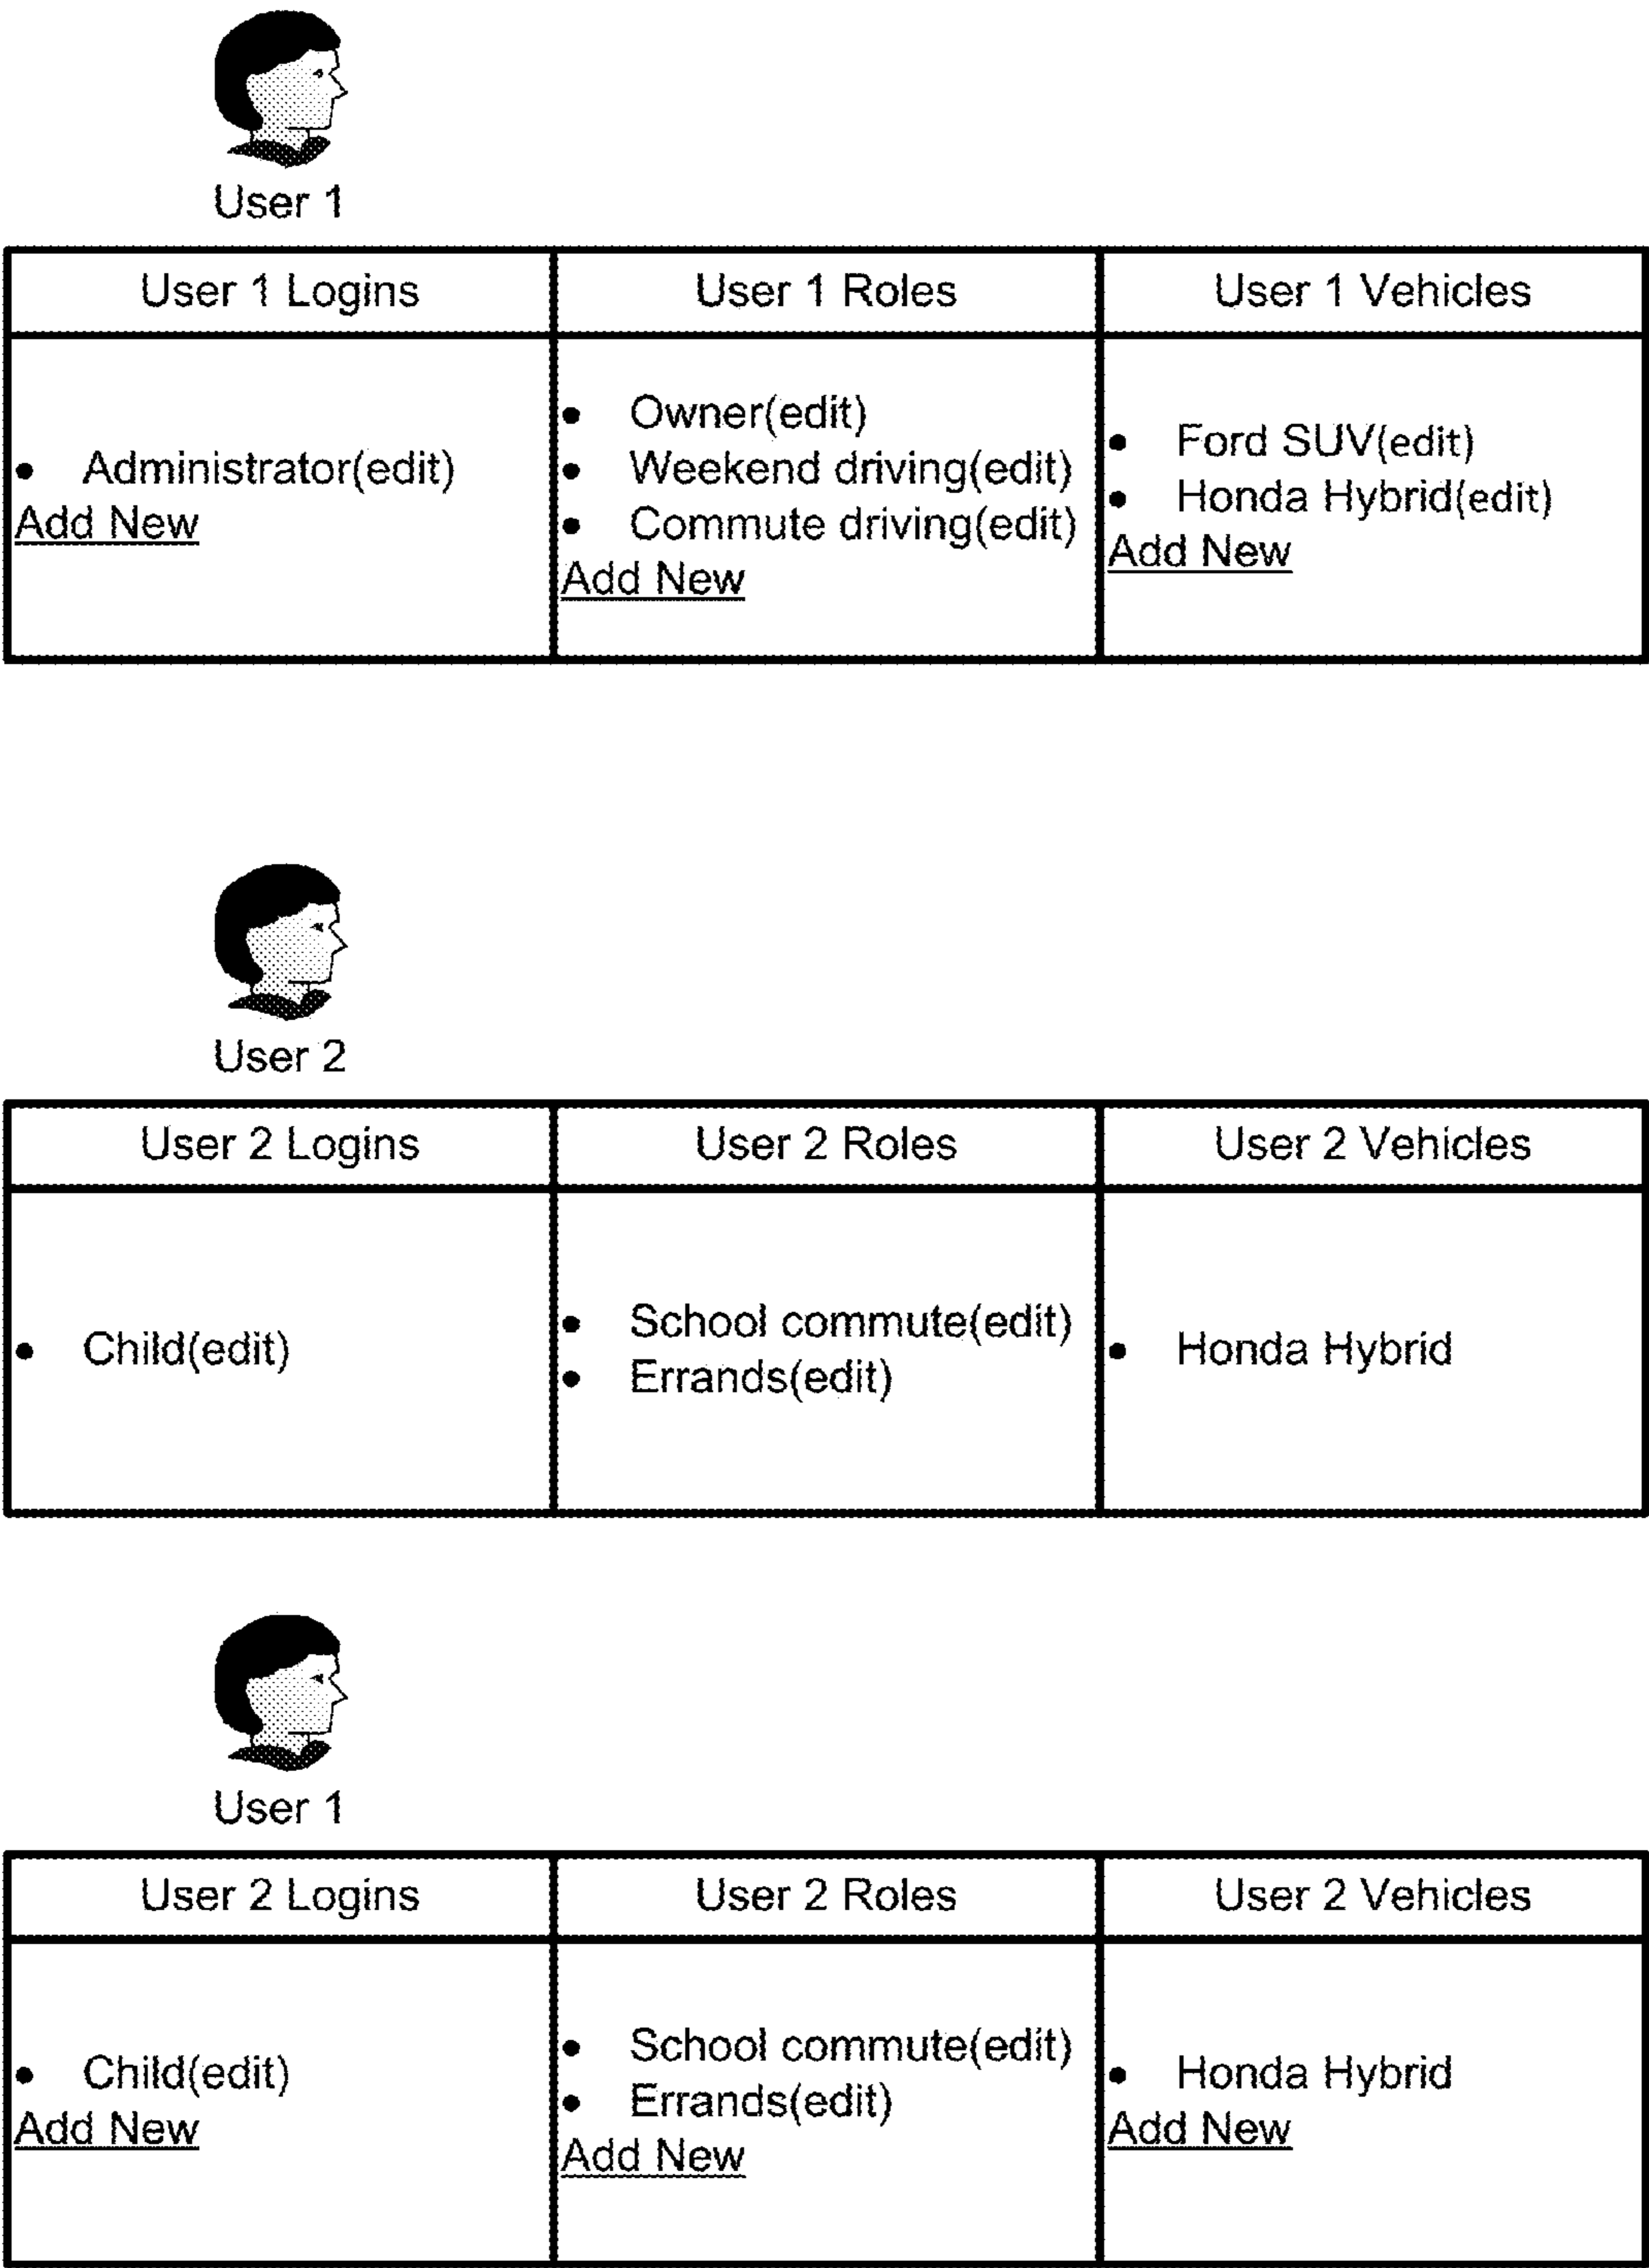 User 1
User 1 Logins
User 1 Roles
User 1 Vehicles
• Administrator(edit)
Add New
• Owner(edit)
• Weekend driving(edit)
• Commute driving(edit)
Add New
• Ford SUV(edit)
• Honda Hybrid(edit)
Add New
User 2
User 2 Logins
User 2 Roles
User 2 Vehicles
• Child(edit)
• School commute(edit)
• Errands(edit)
• Honda Hybrid
User 1
User 2 Logins
User 2 Roles
User 2 Vehicles
• Child(edit)
Add New
• School commute(edit)
• Errands(edit)
Add New
• Honda Hybrid
Add New